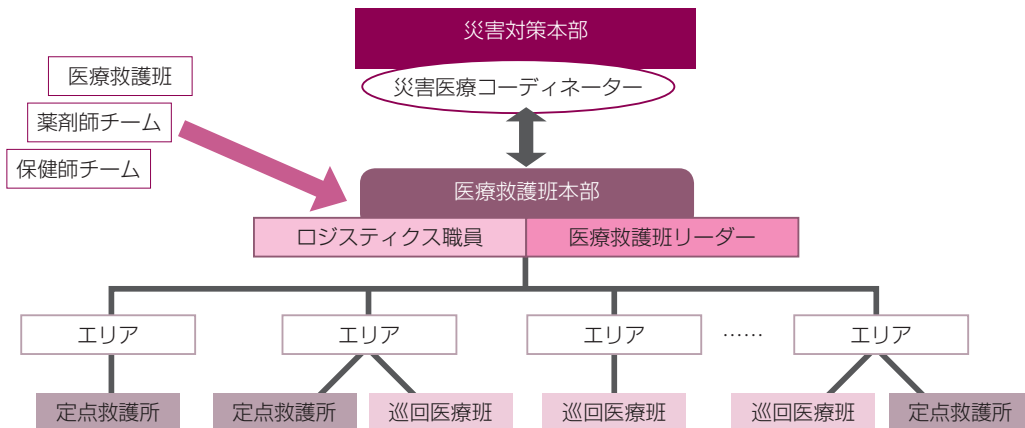 災害対策本部
災害医療コーディネーター
医療救護班
薬剤師チーム
保健師チーム
医療救護班本部
ロジスティクス職員
医療救護班リーダー
エリア
エリア
エリア
……
エリア
定点救護所
定点救護所
巡回医療班
巡回医療班
巡回医療班
定点救護所